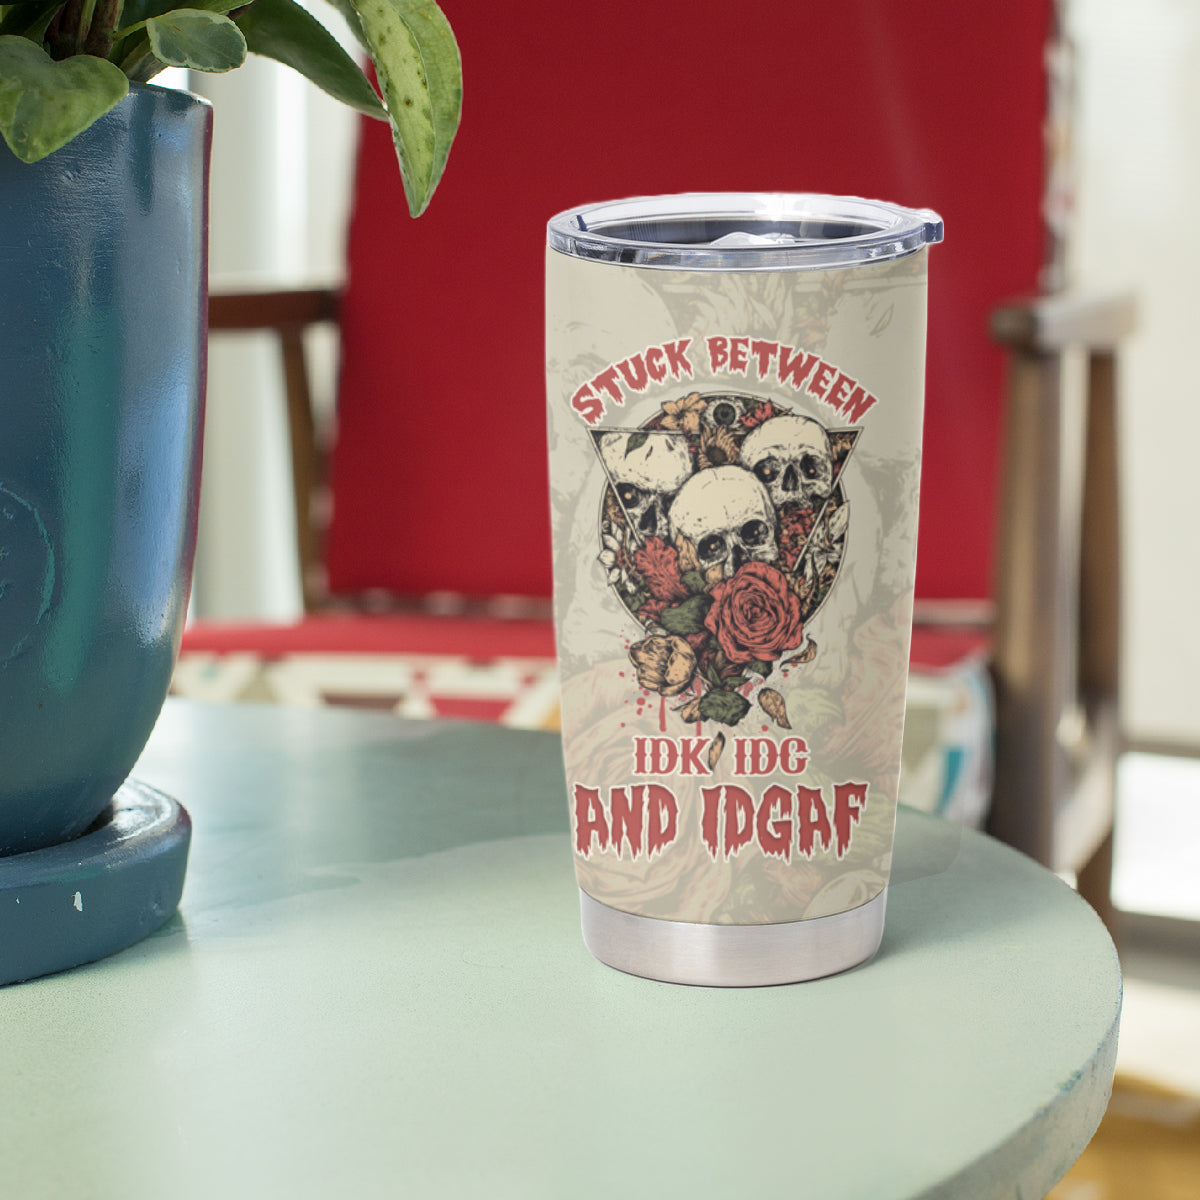 STUCK BETWEEN
IDK IDC
AND IDGAF